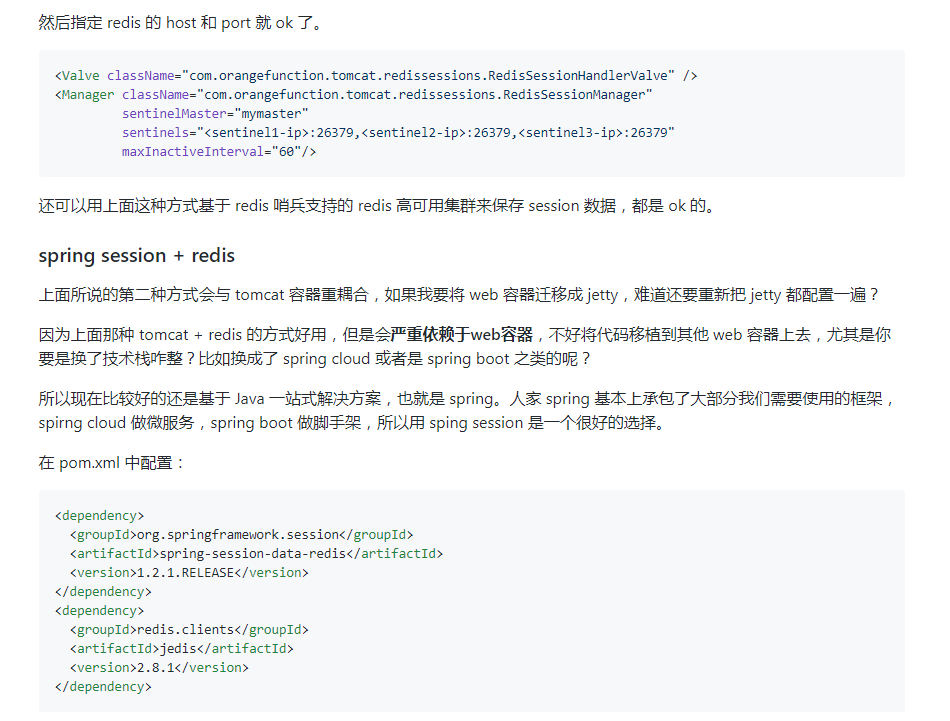 然后指定 redis 的 host 和 port 就 ok 了。
<Valve className="com.orangefunction.tomcat.redissessions.RedisSessionHandlerValve" />
<Manager className="com.orangefunction.tomcat.redissessions.RedisSessionManager"
         sentinelMaster="mymaster"
         sentinels="<sentinel1-ip>:26379,<sentinel2-ip>:26379,<sentinel3-ip>:26379"
         maxInactiveInterval="60"/>
还可以用上面这种方式基于 redis 哨兵支持的 redis 高可用集群来保存 session 数据，都是 ok 的。
spring session + redis
上面所说的第二种方式会与 tomcat 容器重耦合，如果我要将 web 容器迁移成 jetty，难道还要重新把 jetty 都配置一遍？
因为上面那种 tomcat + redis 的方式好用，但是会严重依赖于web容器，不好将代码移植到其他 web 容器上去，尤其是你
要是换了技术栈咋整？比如换成了 spring cloud 或者是 spring boot 之类的呢？
所以现在比较好的还是基于 Java 一站式解决方案，也就是 spring。人家 spring 基本上承包了大部分我们需要使用的框架，
spirng cloud 做微服务，spring boot 做脚手架，所以用 sping session 是一个很好的选择。
在 pom.xml 中配置：
<dependency>
  <groupId>org.springframework.session</groupId>
  <artifactId>spring-session-data-redis</artifactId>
  <version>1.2.1.RELEASE</version>
</dependency>
<dependency>
  <groupId>redis.clients</groupId>
  <artifactId>jedis</artifactId>
  <version>2.8.1</version>
</dependency>